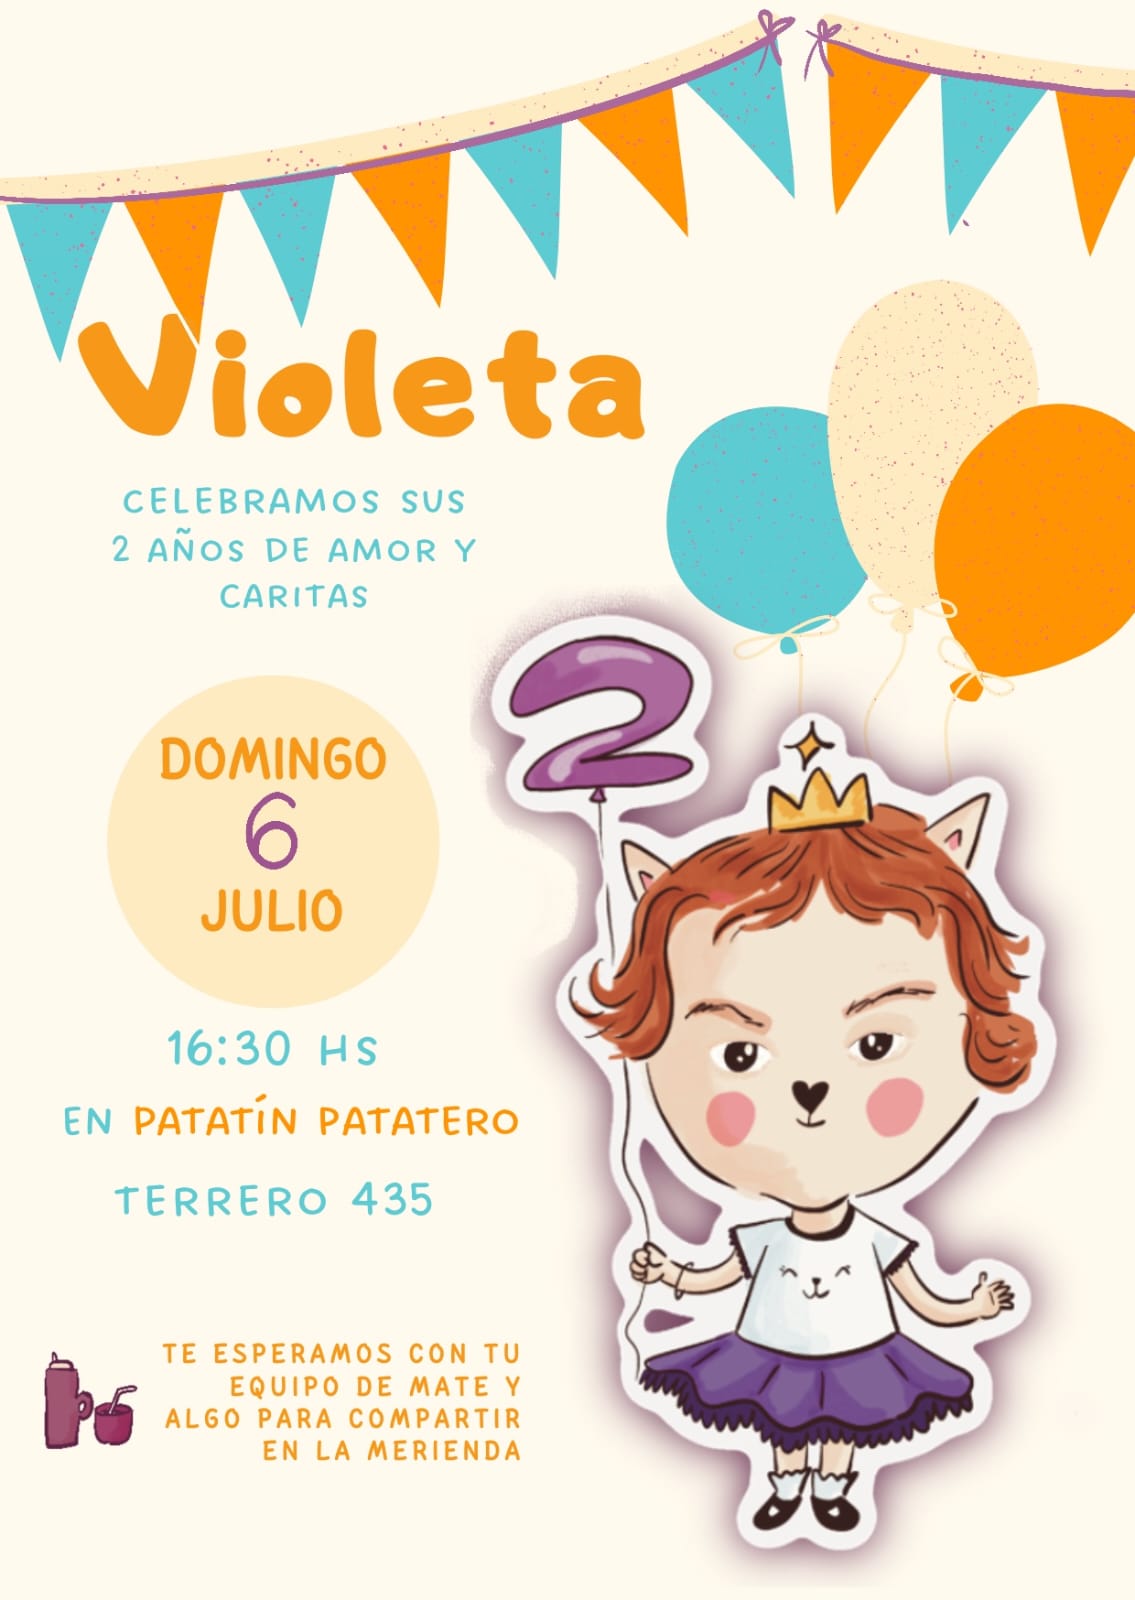 Violeta
CELEBRAMOS SUS
2 AÑOS DE AMOR Y
CARITAS
2
DOMINGO
6
JULIO
16:30 HS
EN PATATÍN PATATERO
TERRERO 435
TE ESPERAMOS CON TU
EQUIPO DE MATE Y
ALGO PARA COMPARTIR
EN LA MERIENDA